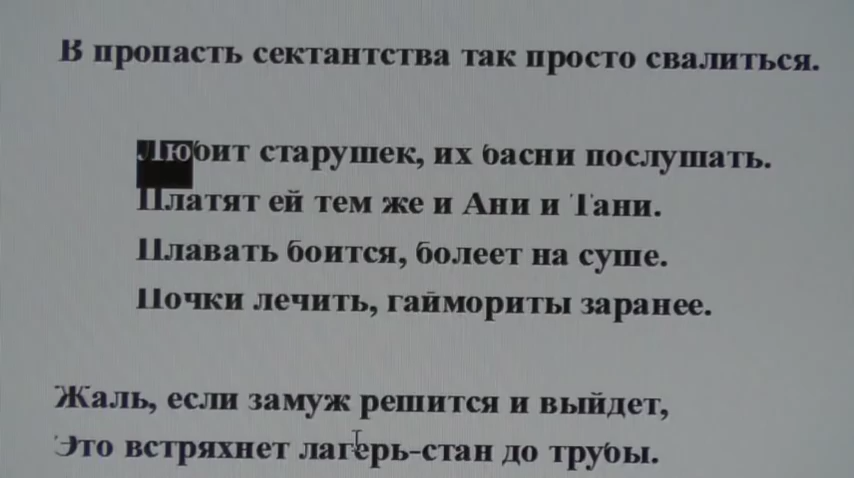 В пропасть сектантства так просто свалиться.
Любит старушек, их басни послушать.
Платят ей тем же и Ани и Тани.
Плавать боится, болеет на суше.
Почки лечить, гаймориты заранее.
Жаль, если замуж решится и выйдет,
Это встряхнет лагерь-стан до трубы.